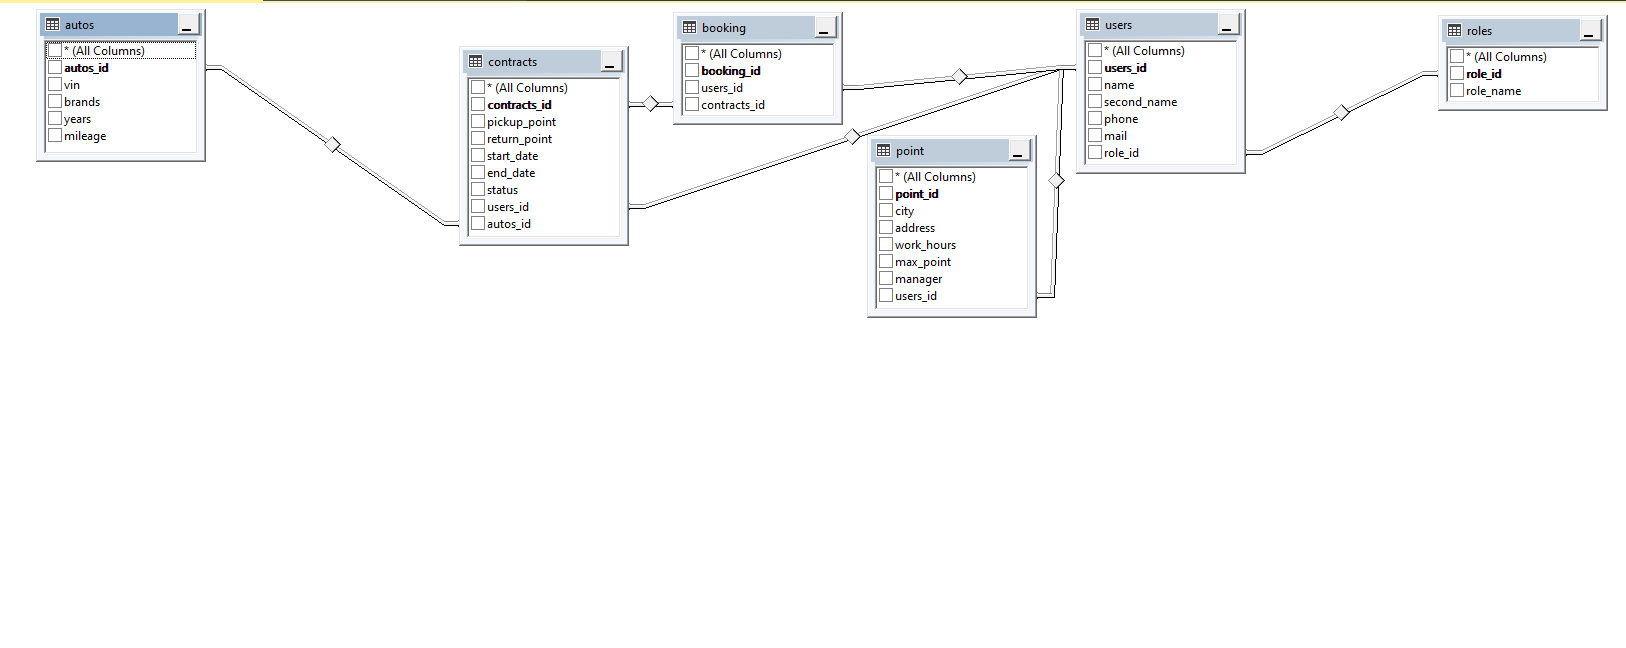 autos
* (All Columns)
autos_id
vin
brands
years
mileage
contracts
* (All Columns)
contracts_id
pickup_point
return_point
start_date
end_date
status
users_id
autos_id
booking
* (All Columns)
booking_id
users_id
contracts_id
point
* (All Columns)
point_id
city
address
work_hours
max_point
manager
users_id
users
* (All Columns)
users_id
name
second_name
phone
mail
role_id
roles
* (All Columns)
role_id
role_name